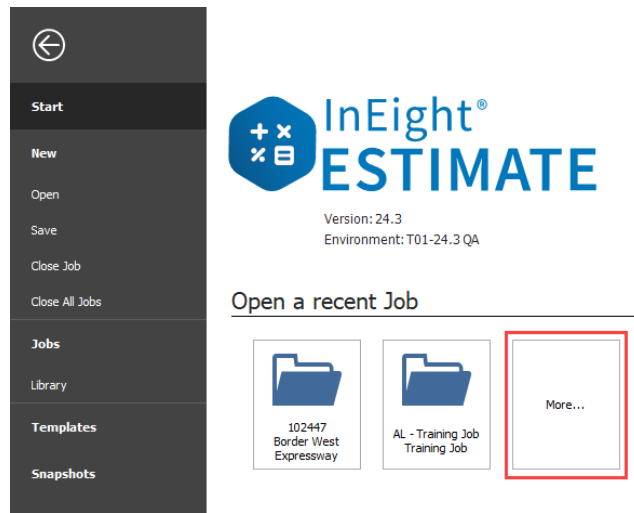 Start
New
Open
Save
Close Job
Close All Jobs
Jobs
Library
Templates
Snapshots
InEight®
ESTIMATE
Version: 24.3
Environment: T01-24.3 QA
Open a recent Job
102447
Border West
Expressway
AL - Training Job
Training Job
More...